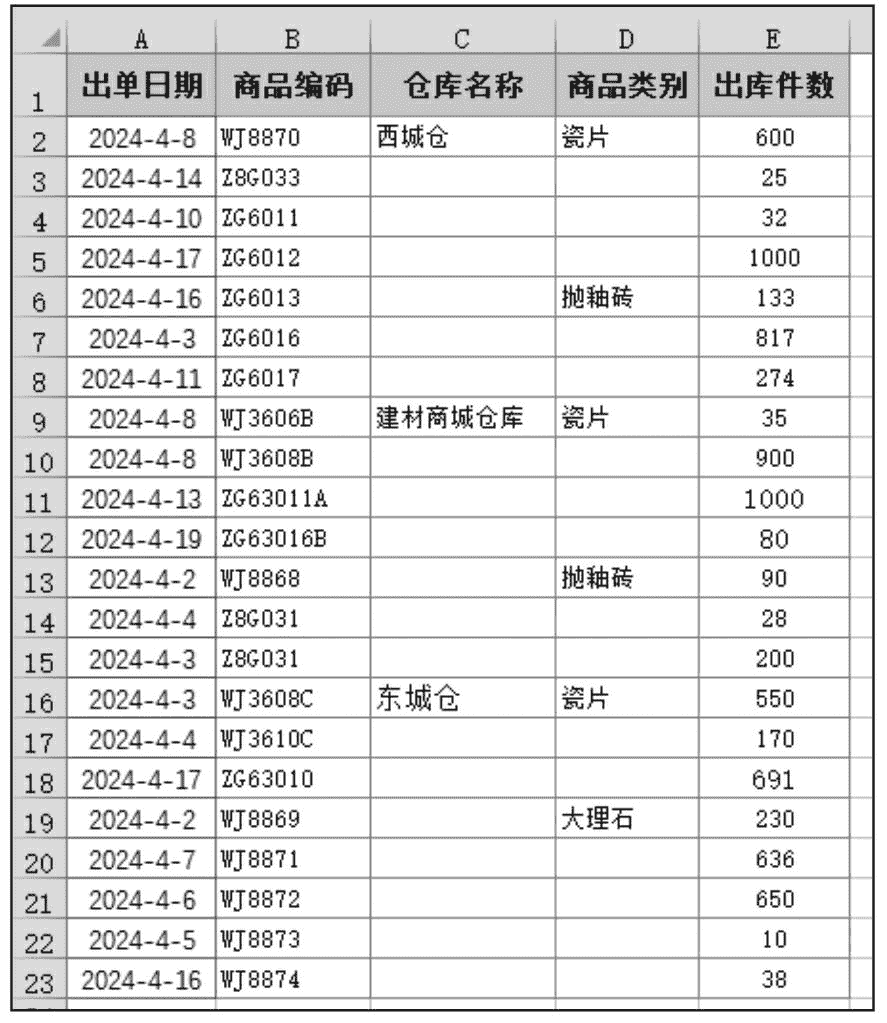 A B C D E
1 出单日期 商品编码 仓库名称 商品类别 出库件数
2 2024-4-8 WJ8870 西城仓 瓷片 600
3 2024-4-14 Z8G033 25
4 2024-4-10 ZG6011 32
5 2024-4-17 ZG6012 1000
6 2024-4-16 ZG6013 抛釉砖 133
7 2024-4-3 ZG6016 817
8 2024-4-11 ZG6017 274
9 2024-4-8 WJ3606B 建材商城仓库 瓷片 35
10 2024-4-8 WJ3608B 900
11 2024-4-13 ZG63011A 1000
12 2024-4-19 ZG63016B 80
13 2024-4-2 WJ8868 抛釉砖 90
14 2024-4-4 Z8G031 28
15 2024-4-3 Z8G031 200
16 2024-4-3 WJ3608C 东城仓 瓷片 550
17 2024-4-4 WJ3610C 170
18 2024-4-17 ZG63010 691
19 2024-4-2 WJ8869 大理石 230
20 2024-4-7 WJ8871 636
21 2024-4-6 WJ8872 650
22 2024-4-5 WJ8873 10
23 2024-4-16 WJ8874 38